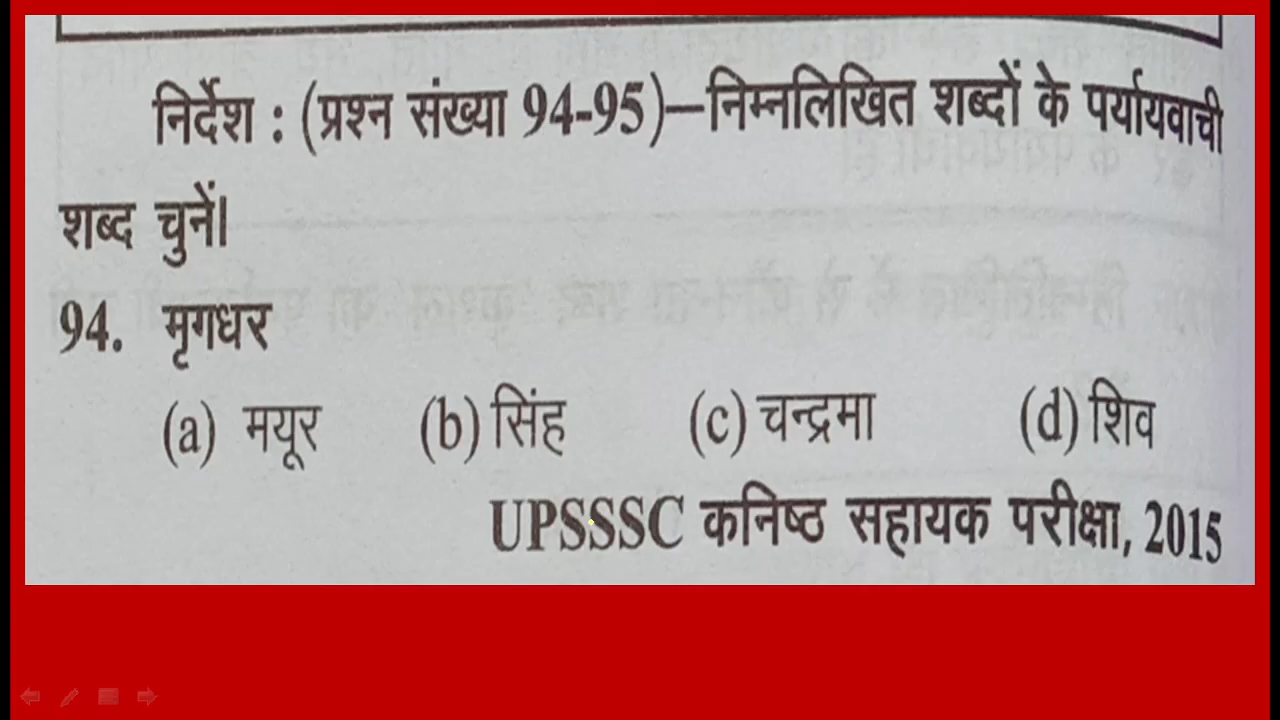 निर्देश : (प्रश्न संख्या 94-95)—निम्नलिखित शब्दों के पर्यायवाची
शब्द चुनें।
94. मृगधर
(a) मयूर (b) सिंह (c) चन्द्रमा (d) शिव
UPSSSC कनिष्ठ सहायक परीक्षा, 2015